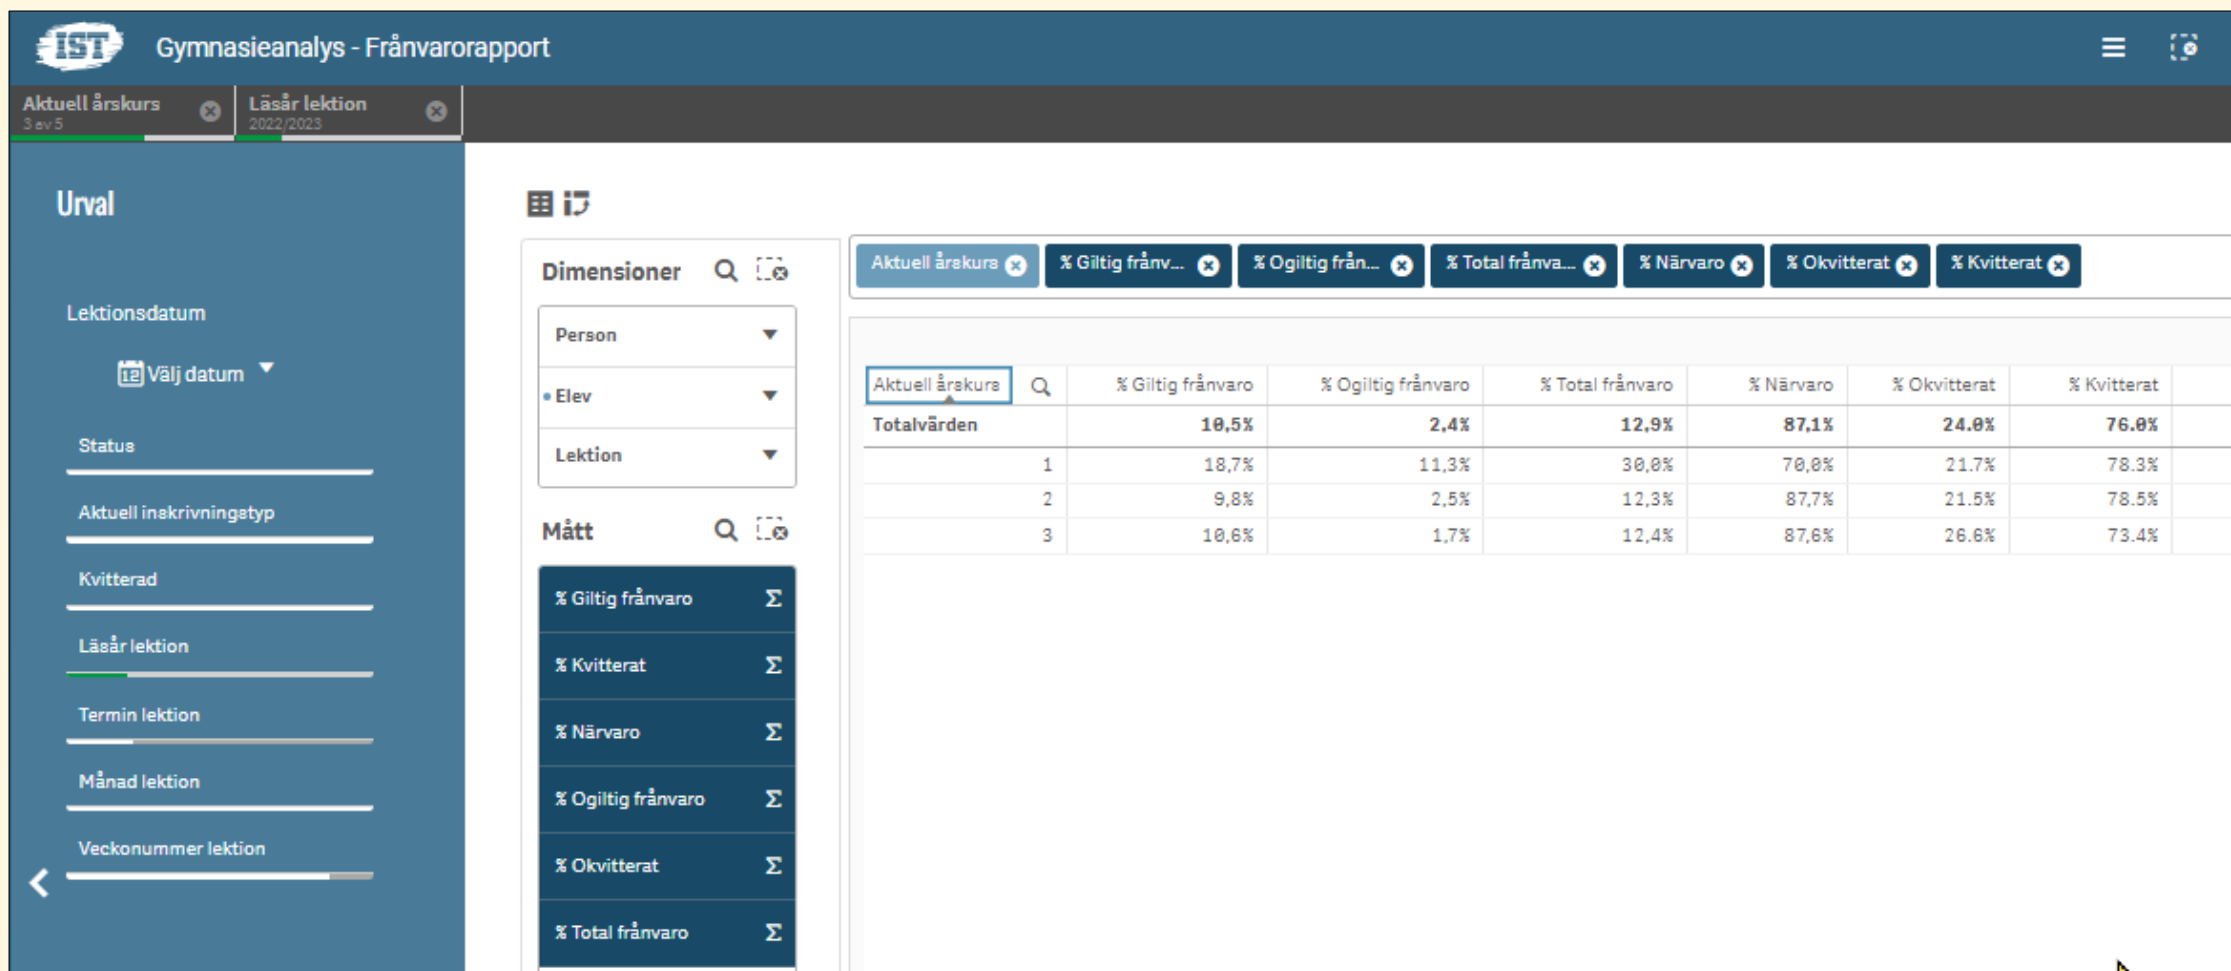 IST
Gymnasieanalys - Frånvarorapport
Aktuell årskurs
3 av 5
Läsår lektion
2022/2023
Urval
Lektionsdatum
12 Välj datum
Status
Aktuell inskrivningstyp
Kvitterad
Läsår lektion
Termin lektion
Månad lektion
Veckonummer lektion
Dimensioner
Person
Elev
Lektion
Mått
% Giltig frånvaro Σ
% Kvitterat Σ
% Närvaro Σ
% Ogiltig frånvaro Σ
% Okvitterat Σ
% Total frånvaro Σ
Aktuell årskurs % Giltig frånv... % Ogiltig från... % Total frånva... % Närvaro % Okvitterat % Kvitterat
Aktuell årskurs % Giltig frånvaro % Ogiltig frånvaro % Total frånvaro % Närvaro % Okvitterat % Kvitterat
Totalvärden 10,5% 2,4% 12,9% 87,1% 24.0% 76.0%
1 18,7% 11,3% 30,0% 70,0% 21.7% 78.3%
2 9,8% 2,5% 12,3% 87,7% 21.5% 78.5%
3 10,6% 1,7% 12,4% 87,6% 26.6% 73.4%